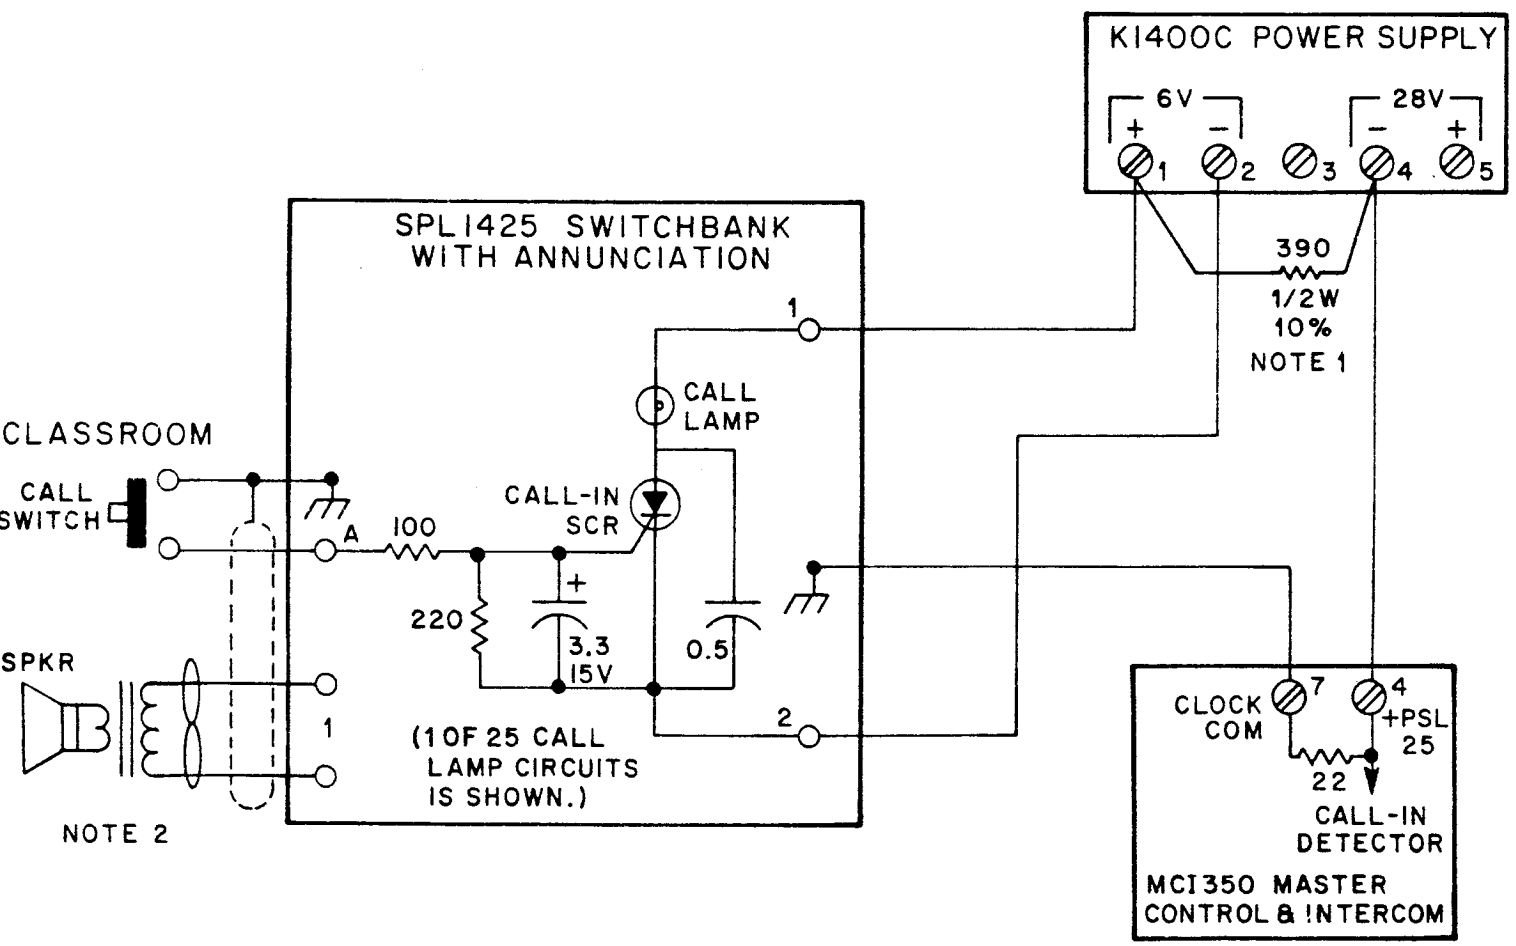 K1400C POWER SUPPLY
6V
28V
+
−
−
+
1
2
3
4
5
SPL1425 SWITCHBANK
WITH ANNUNCIATION
390
1/2W
10%
NOTE 1
1
CALL
LAMP
CLASSROOM
CALL
SWITCH
CALL-IN
SCR
A
100
220
+
3.3
15V
0.5
SPKR
1
2
(1 OF 25 CALL
LAMP CIRCUITS
IS SHOWN.)
NOTE 2
7
4
CLOCK
COM
+PSL
25
22
CALL-IN
DETECTOR
MC1350 MASTER
CONTROL & INTERCOM